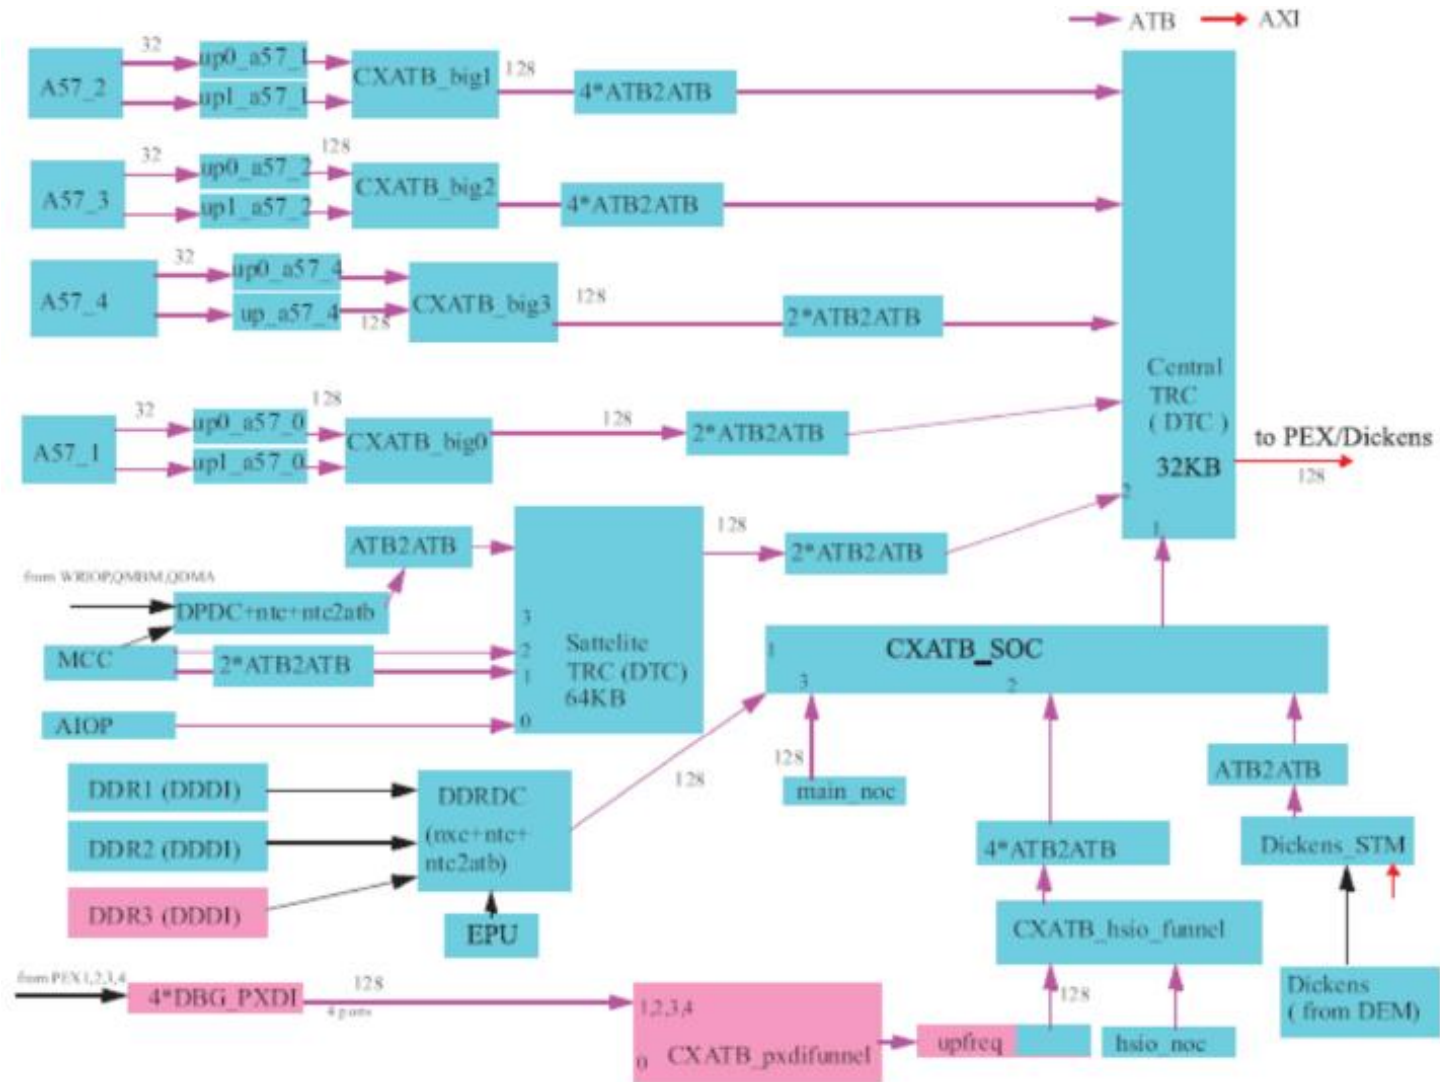 ATB AXI
32
up0_a57_1
A57_2
up1_a57_1
CXATB_big1
128
4*ATB2ATB
32
up0_a57_2
128
A57_3
up1_a57_2
CXATB_big2
4*ATB2ATB
32
up0_a57_4
A57_4
up_a57_4
128
CXATB_big3
128
2*ATB2ATB
Central
TRC
( DTC )
32KB
2
1
to PEX/Dickens
128
32
up0_a57_0
128
A57_1
up1_a57_0
CXATB_big0
128
2*ATB2ATB
ATB2ATB
128
2*ATB2ATB
from WRIOP,QMBM,QDMA
DPDC+ntc+ntc2atb
MCC
2*ATB2ATB
AIOP
3
2
1
0
Sattelite
TRC (DTC)
64KB
1
CXATB_SOC
3
2
DDR1 (DDDI)
DDR2 (DDDI)
DDR3 (DDDI)
DDRDC
(nxc+ntc+
ntc2atb)
EPU
128
128
main_noc
ATB2ATB
4*ATB2ATB
Dickens_STM
CXATB_hsio_funnel
from PEX1,2,3,4
4*DBG_PXDI
128
4 ports
1,2,3,4
0
CXATB_pxdifunnel
upfreq
128
hsio_noc
Dickens
( from DEM)